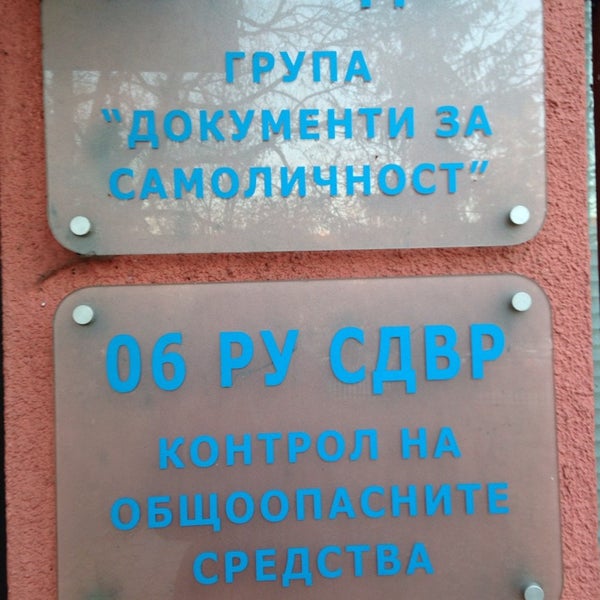 ГРУПА
“ДОКУМЕНТИ ЗА
САМОЛИЧНОСТ”
06 РУ СДВР
КОНТРОЛ НА
ОБЩООПАСНИТЕ
СРЕДСТВА